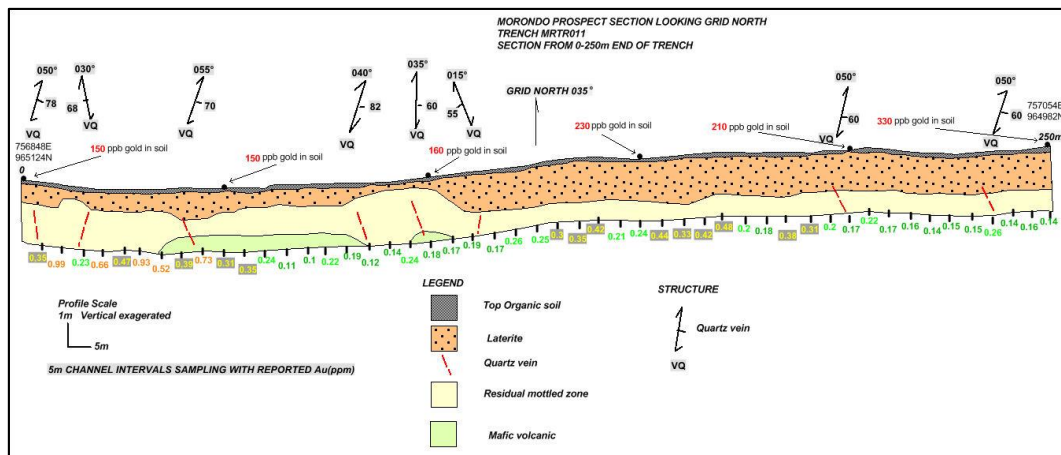 MORONDO PROSPECT SECTION LOOKING GRID NORTH
TRENCH MRTR011
SECTION FROM 0-250m END OF TRENCH
050°
78
VQ
030°
68
VQ
055°
70
VQ
040°
82
VQ
035°
60
VQ
015°
55
VQ
GRID NORTH 035°
050°
60
VQ
050°
60
VQ
757054E
964982N
250m
756848E
965124N
0
150 ppb gold in soil
150 ppb gold in soil
160 ppb gold in soil
230 ppb gold in soil
210 ppb gold in soil
330 ppb gold in soil
0.39 0.99 0.23 0.66 0.47 0.93 0.52 0.39 0.73 0.31 0.35 0.24 0.11 0.1 0.22 0.19 0.12 0.14 0.24 0.18 0.17 0.19 0.17 0.26 0.25 0.3 0.35 0.42 0.21 0.24 0.44 0.33 0.42 0.48 0.2 0.18 0.38 0.31 0.2 0.17 0.22 0.17 0.16 0.14 0.15 0.15 0.26 0.14 0.16 0.14
Profile Scale
1m Vertical exagerated
5m
5m CHANNEL INTERVALS SAMPLING WITH REPORTED Au(ppm)
LEGEND
Top Organic soil
Laterite
Quartz vein
Residual mottled zone
Mafic volcanic
STRUCTURE
Quartz vein
VQ